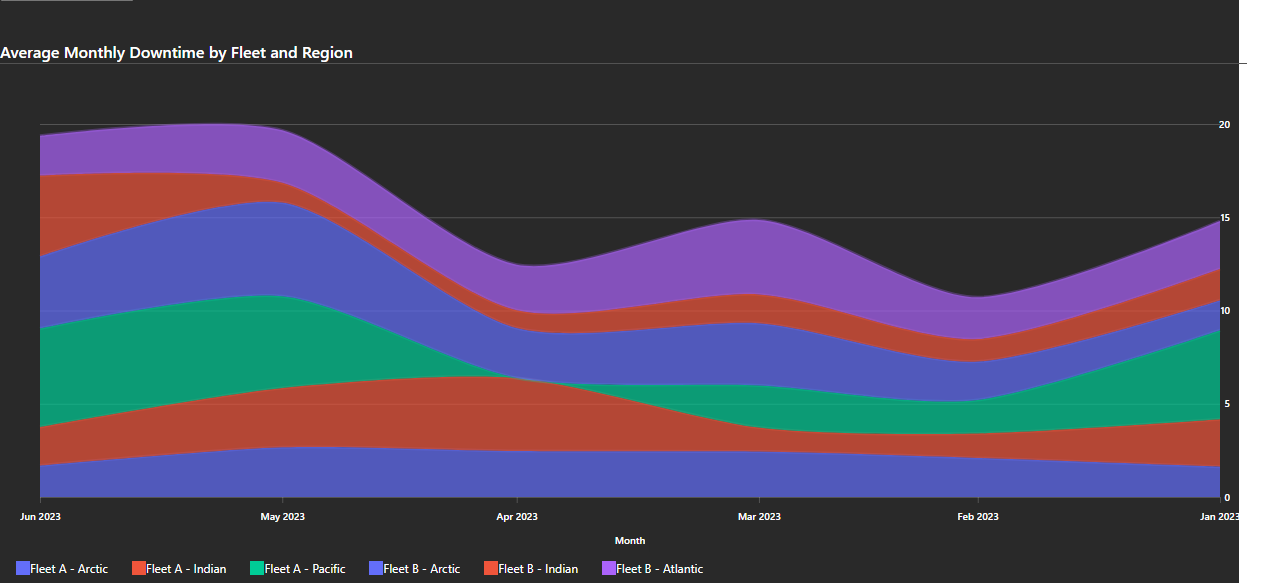 Average Monthly Downtime by Fleet and Region
20
15
10
5
0
Jun 2023 May 2023 Apr 2023 Mar 2023 Feb 2023 Jan 2023
Month
Fleet A - Arctic Fleet A - Indian Fleet A - Pacific Fleet B - Arctic Fleet B - Indian Fleet B - Atlantic